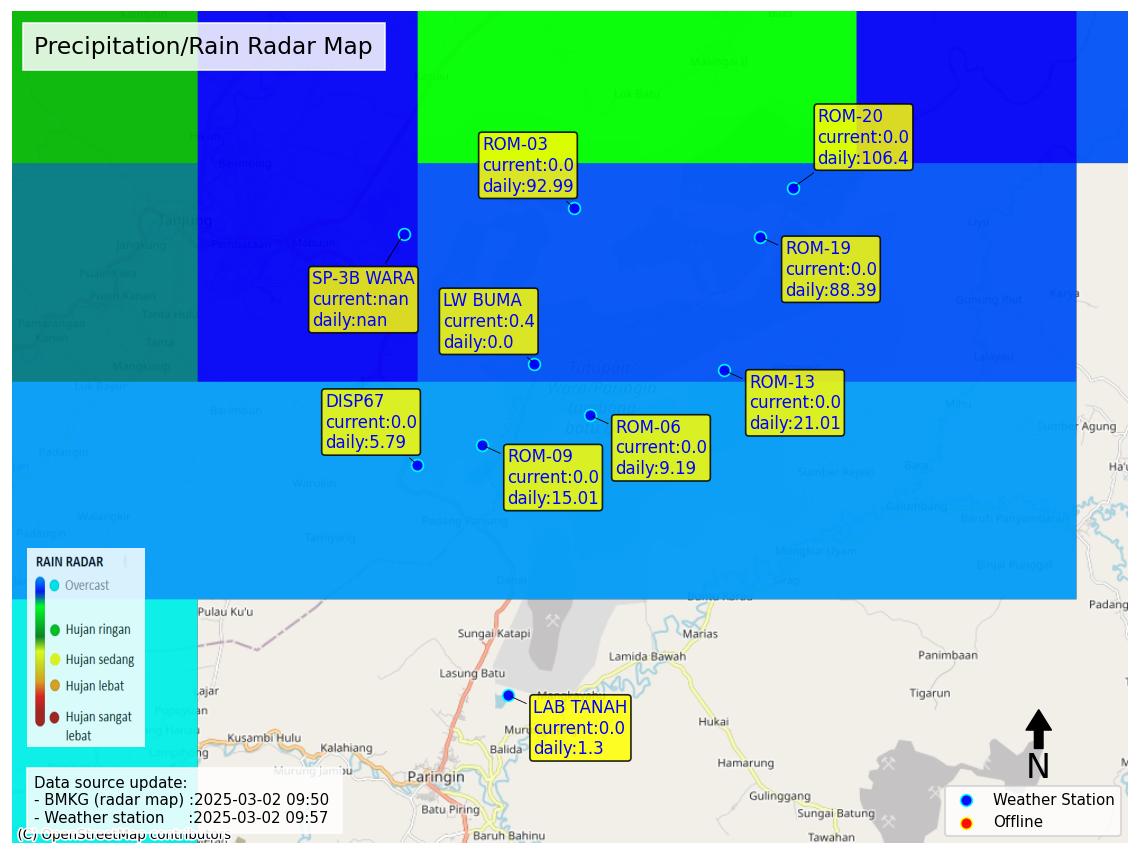 Precipitation/Rain Radar Map
ROM-20
current:0.0
daily:106.4
ROM-03
current:0.0
daily:92.99
ROM-19
current:0.0
daily:88.39
SP-3B WARA
current:nan
daily:nan
LW BUMA
current:0.4
daily:0.0
ROM-13
current:0.0
daily:21.01
DISP67
current:0.0
daily:5.79
ROM-06
current:0.0
daily:9.19
ROM-09
current:0.0
daily:15.01
LAB TANAH
current:0.0
daily:1.3
Tanjung
Jangkung
Mangkusip
Karya
Lalayau
Sumber Agung
Padang Panjang
Pulau Ku'u
Sungai Katapi
Marias
Padang
Lamida Bawah
Panimbaan
Lasung Batu
Tigarun
Hukai
Kusambi Hulu
Kalahiang
Balida
Murung Jambu
Paringin
Hamarung
Batu Piring
Gulinggang
Sungai Batung
Baruh Bahinu
Tawahan
RAIN RADAR
Overcast
Hujan ringan
Hujan sedang
Hujan lebat
Hujan sangat
lebat
Data source update:
- BMKG (radar map) :2025-03-02 09:50
- Weather station :2025-03-02 09:57
(C) OpenStreetMap contributors
N
Weather Station
Offline